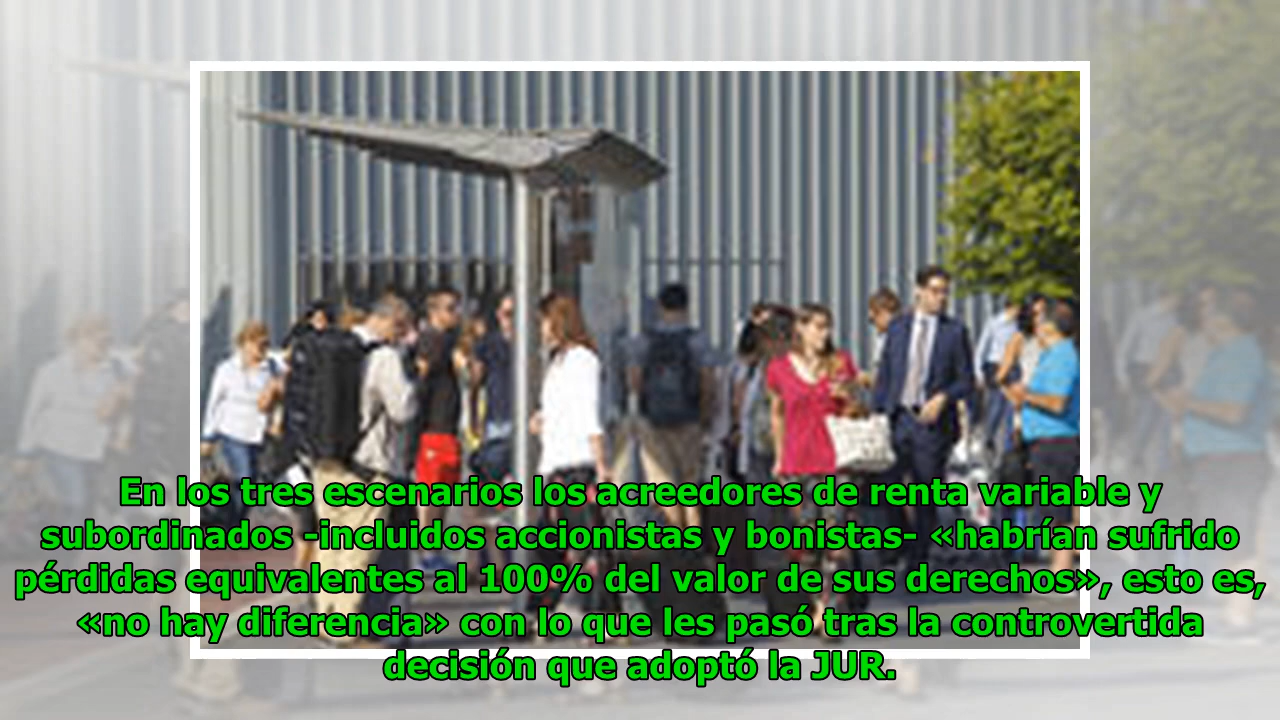 En los tres escenarios los acreedores de renta variable y
subordinados -incluidos accionistas y bonistas- «habrían sufrido
pérdidas equivalentes al 100% del valor de sus derechos», esto es,
«no hay diferencia» con lo que les pasó tras la controvertida
decisión que adoptó la JUR.